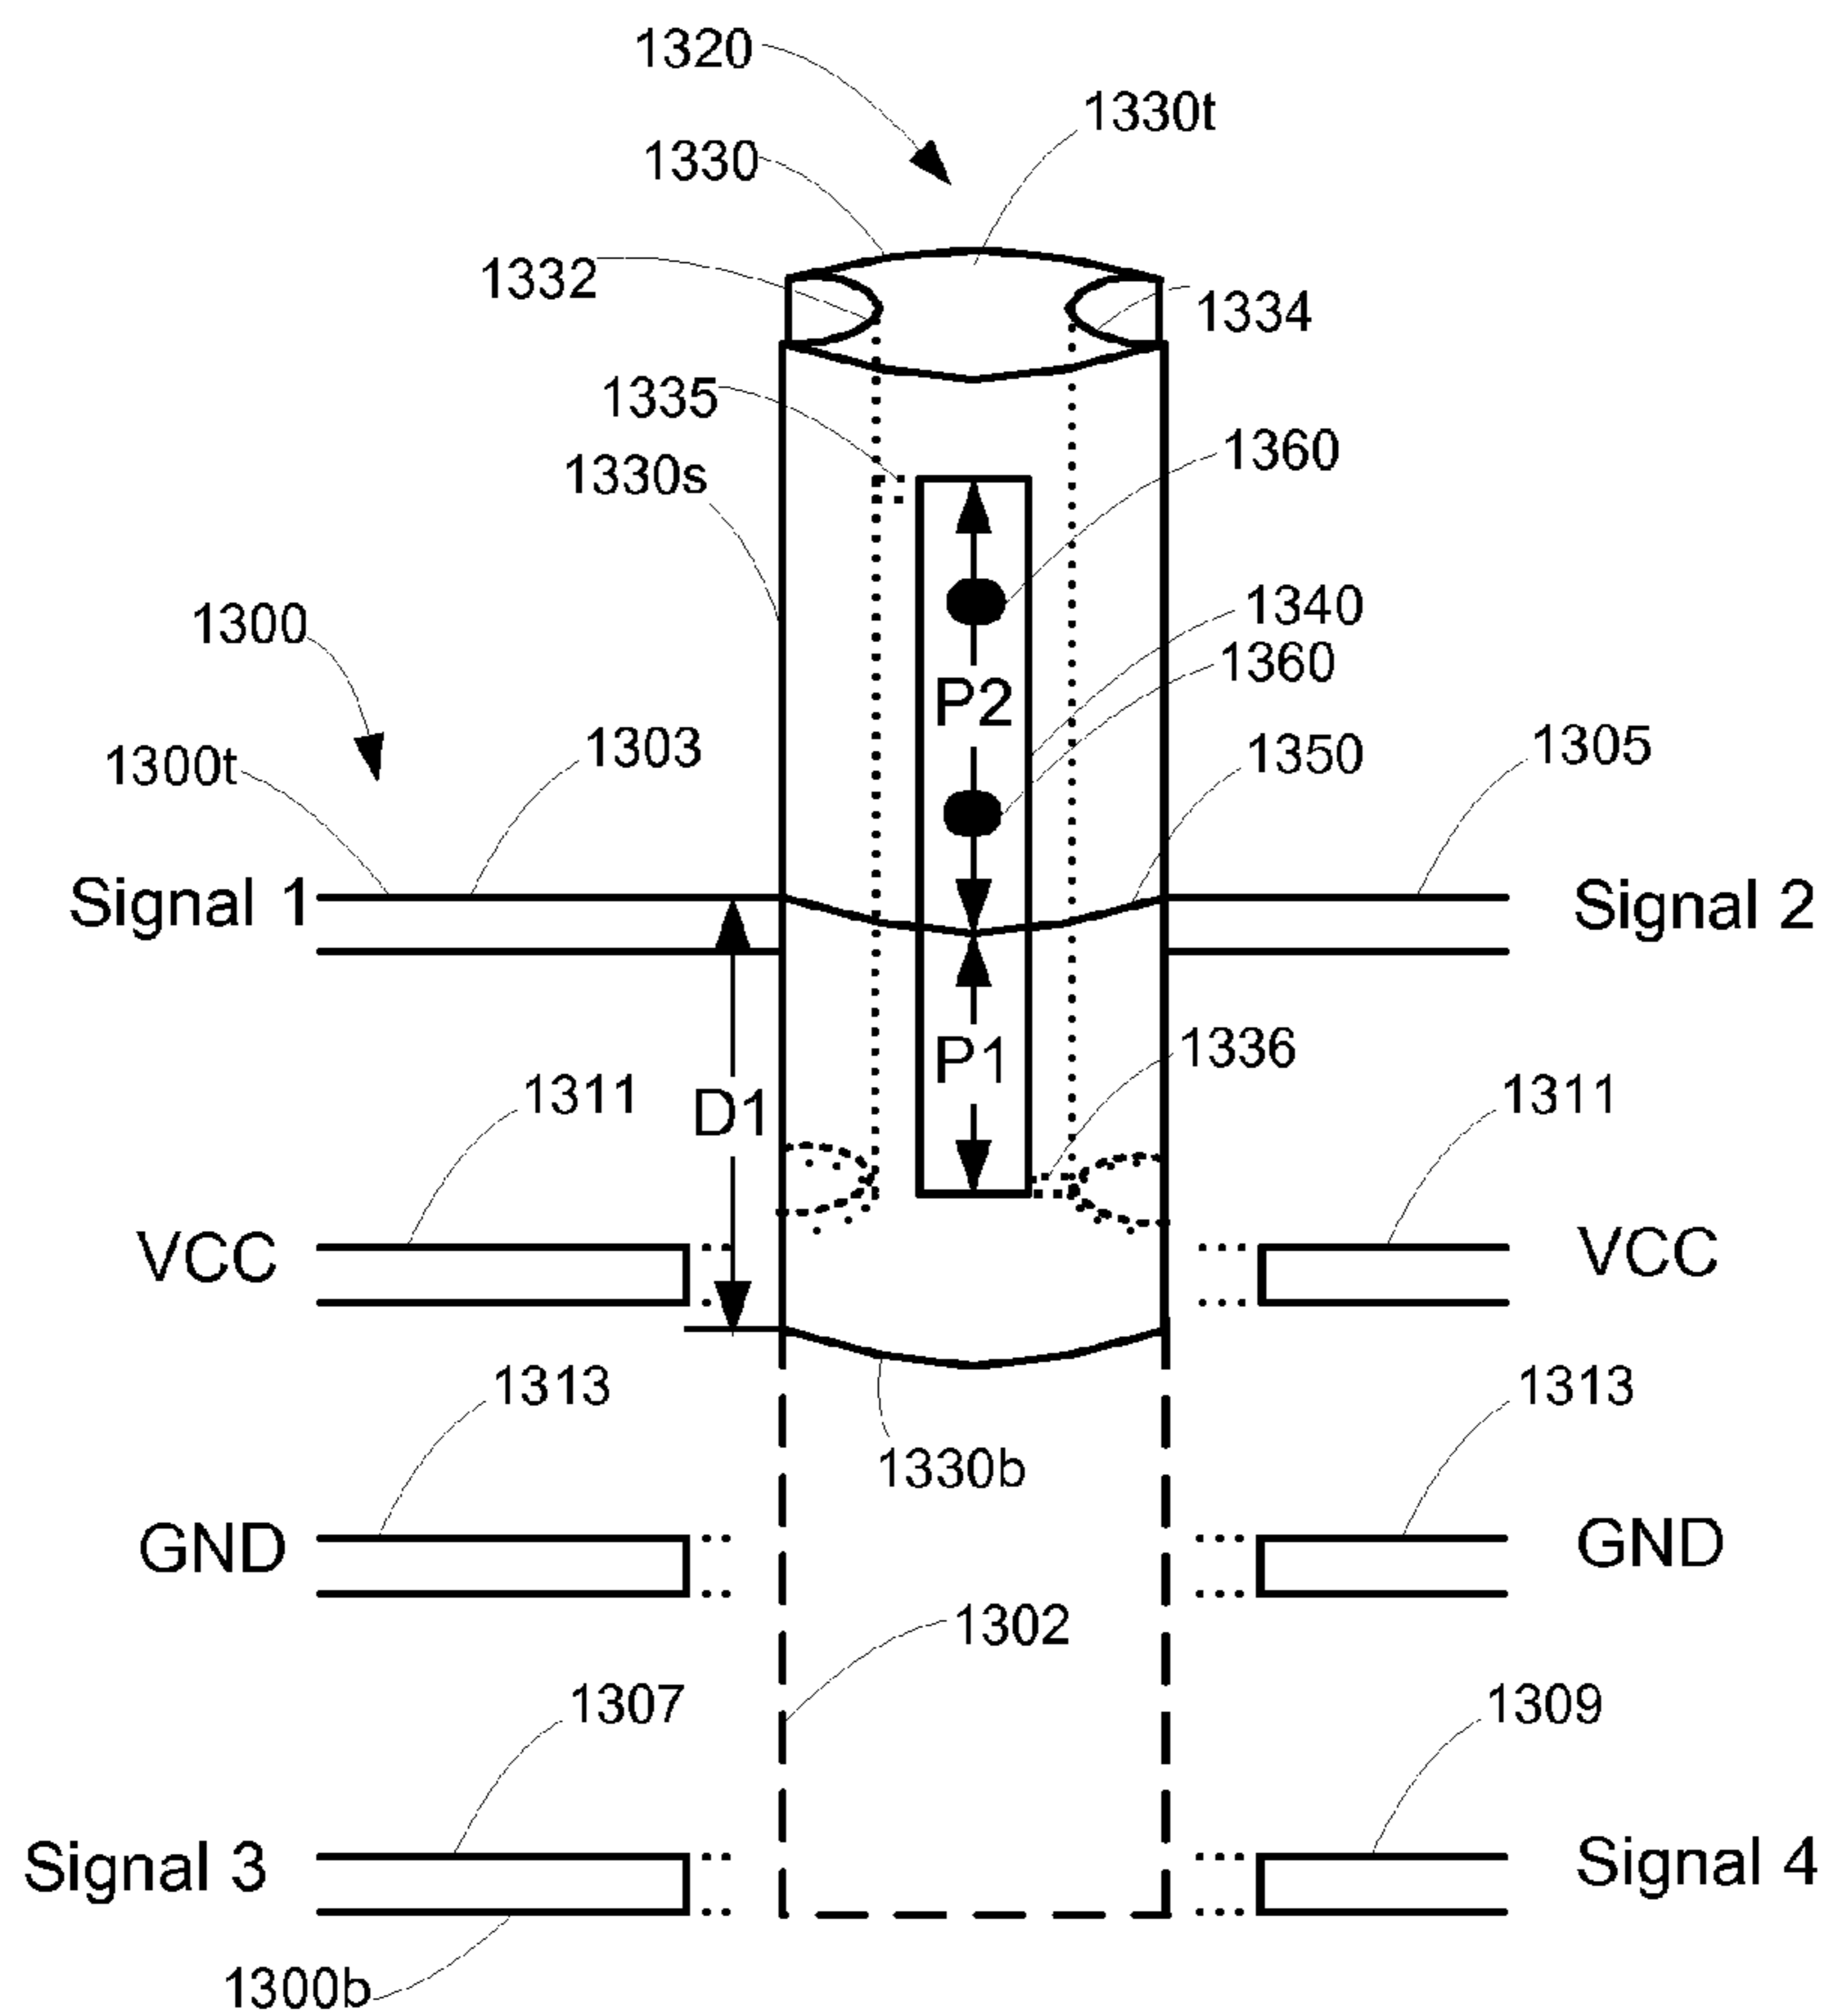 1320
1330t
1330
1332
1334
1335
1360
1330s
1340
1300
1360
P2
1303
1350
1305
1300t
Signal 1
Signal 2
1336
P1
1311
D1
1311
VCC
VCC
1313
1313
1330b
GND
GND
1302
1307
1309
Signal 3
Signal 4
1300b